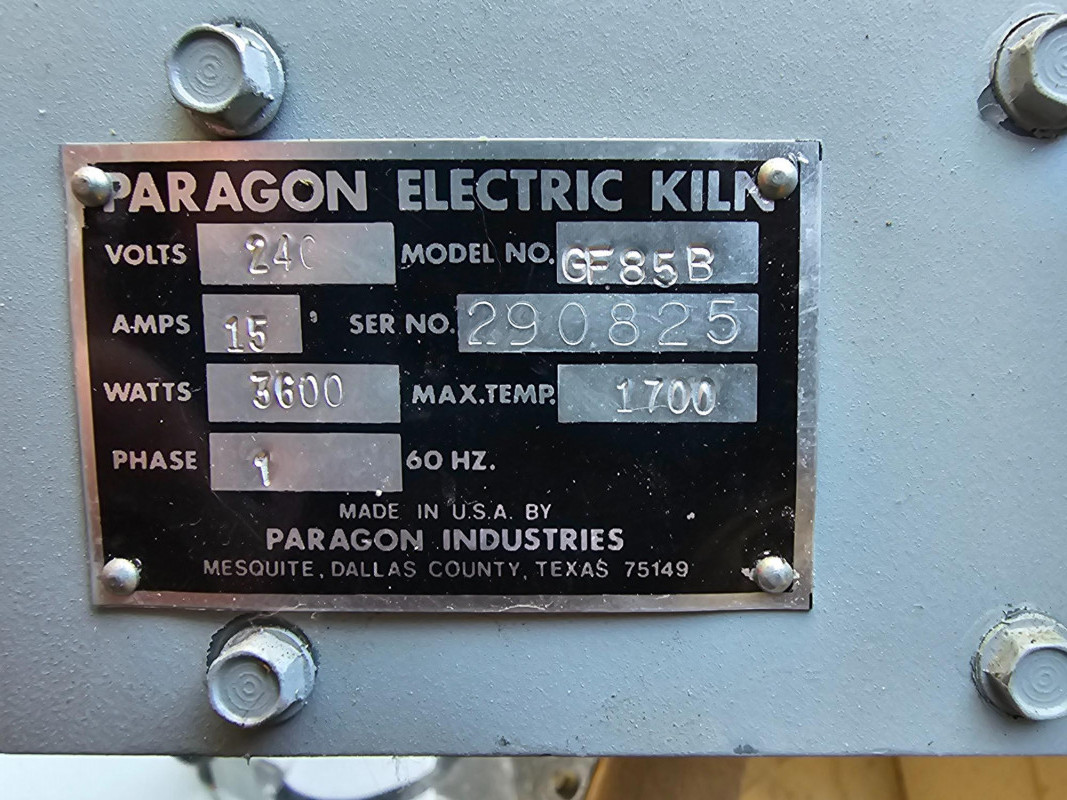 PARAGON ELECTRIC KILN
VOLTS 240 MODEL NO. GF85B
AMPS 15 SER NO. 290825
WATTS 3600 MAX.TEMP. 1700
PHASE 1 60 HZ.
MADE IN U.S.A. BY
PARAGON INDUSTRIES
MESQUITE, DALLAS COUNTY, TEXAS 75149